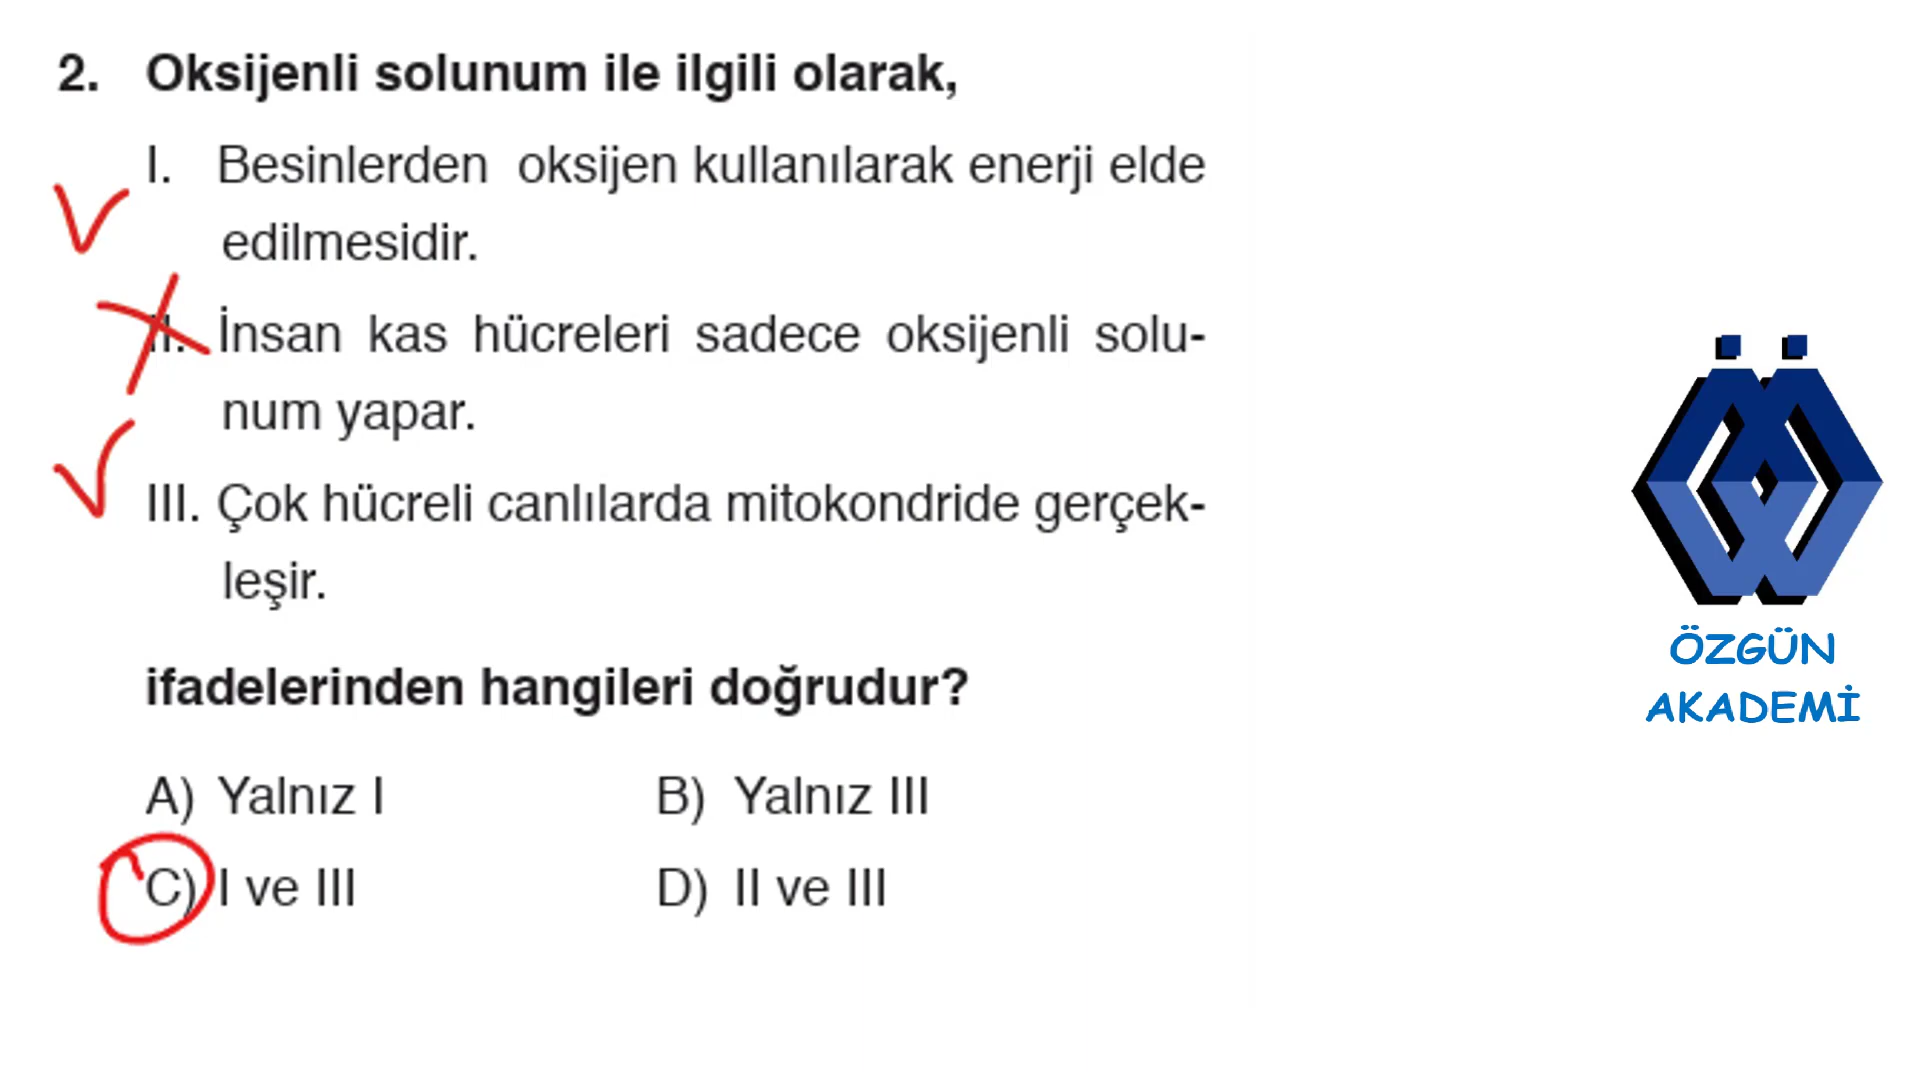 2. Oksijenli solunum ile ilgili olarak,
I. Besinlerden oksijen kullanılarak enerji elde
edilmesidir.
II. İnsan kas hücreleri sadece oksijenli solu-
num yapar.
III. Çok hücreli canlılarda mitokondride gerçek-
leşir.
ifadelerinden hangileri doğrudur?
A) Yalnız I
B) Yalnız III
C) I ve III
D) II ve III
ÖZGÜN
AKADEMİ